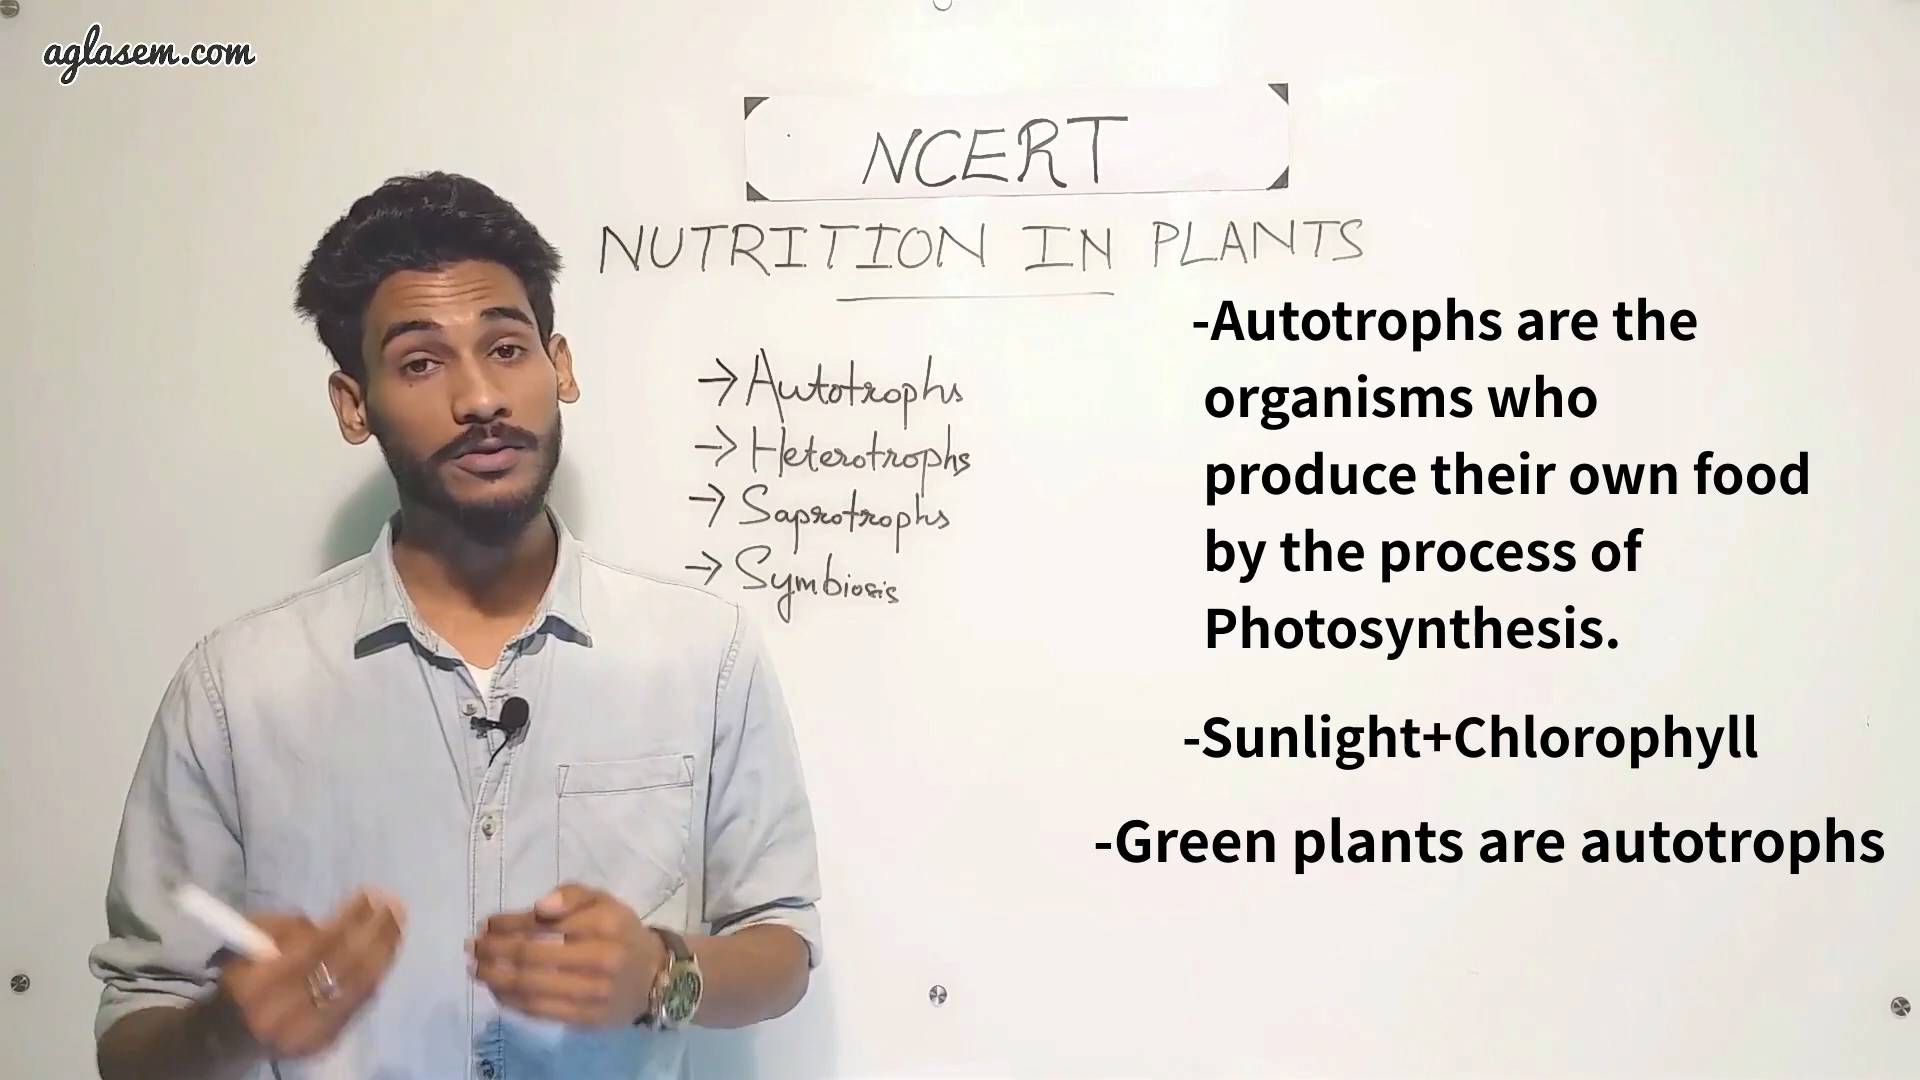 aglasem.com
NCERT
NUTRITION IN PLANTS
→ Autotrophs
→ Heterotrophs
→ Saprotrophs
→ Symbiosis
-Autotrophs are the
organisms who
produce their own food
by the process of
Photosynthesis.
-Sunlight+Chlorophyll
-Green plants are autotrophs